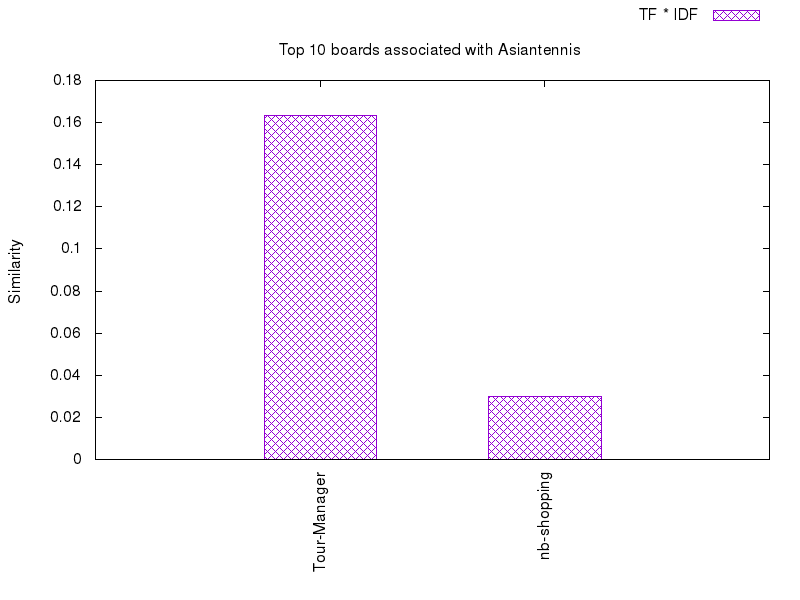 TF * IDF
Top 10 boards associated with Asiantennis
0.18
0.16
0.14
0.12
0.1
0.08
0.06
0.04
0.02
0
Similarity
Tour-Manager
nb-shopping